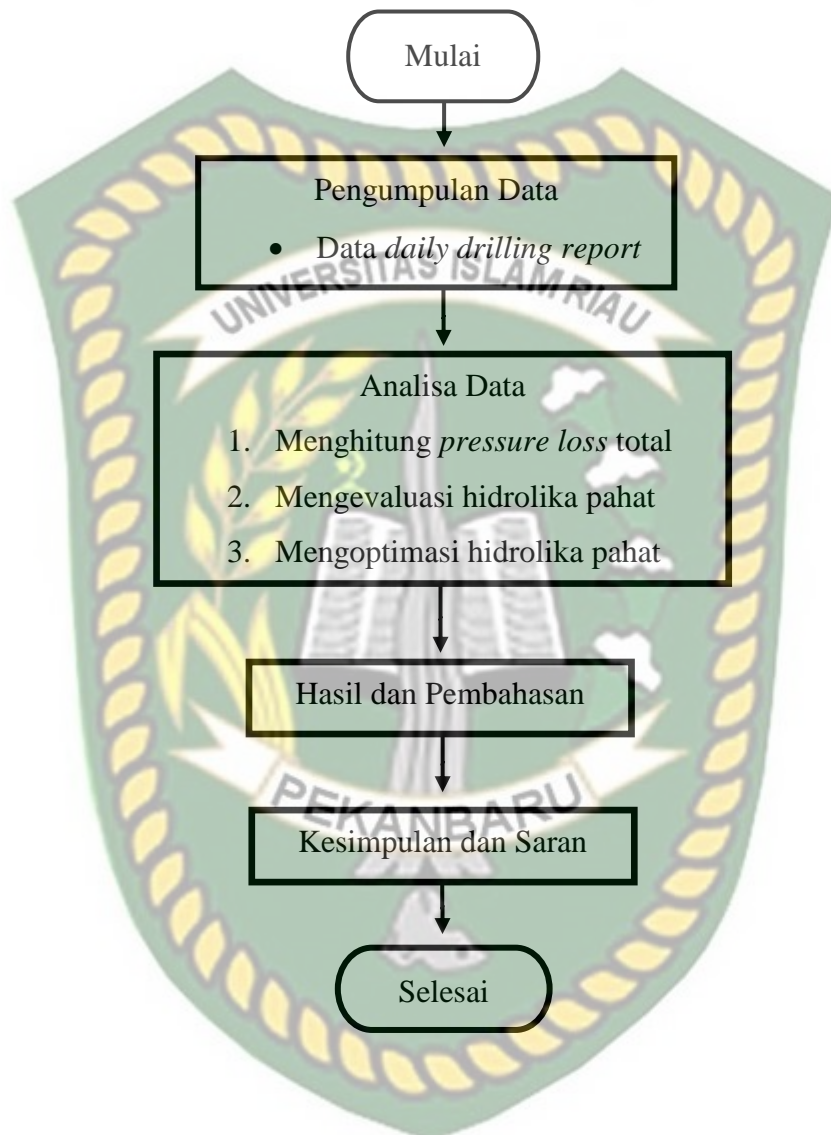 Mulai
Pengumpulan Data
• Data daily drilling report
UNIVERSITAS ISLAM RIAU
Analisa Data
1. Menghitung pressure loss total
2. Mengevaluasi hidrolika pahat
3. Mengoptimasi hidrolika pahat
Hasil dan Pembahasan
PEKANBARU
Kesimpulan dan Saran
Selesai